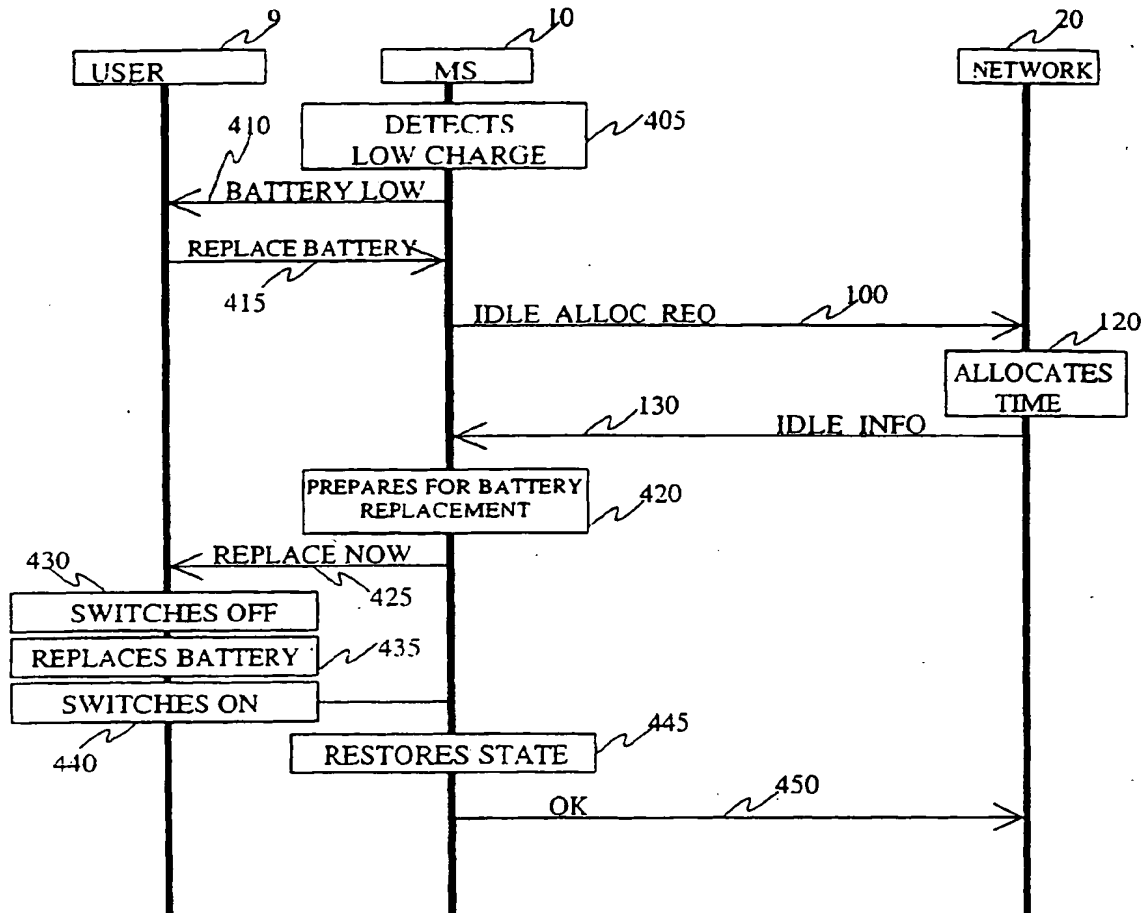 9
10
20
USER
MS
NETWORK
DETECTS
LOW CHARGE
405
410
BATTERY LOW
REPLACE BATTERY
415
IDLE ALLOC REQ
100
120
ALLOCATES
TIME
130
IDLE INFO
PREPARES FOR BATTERY
REPLACEMENT
420
REPLACE NOW
425
430
SWITCHES OFF
REPLACES BATTERY
435
SWITCHES ON
440
445
RESTORES STATE
OK
450